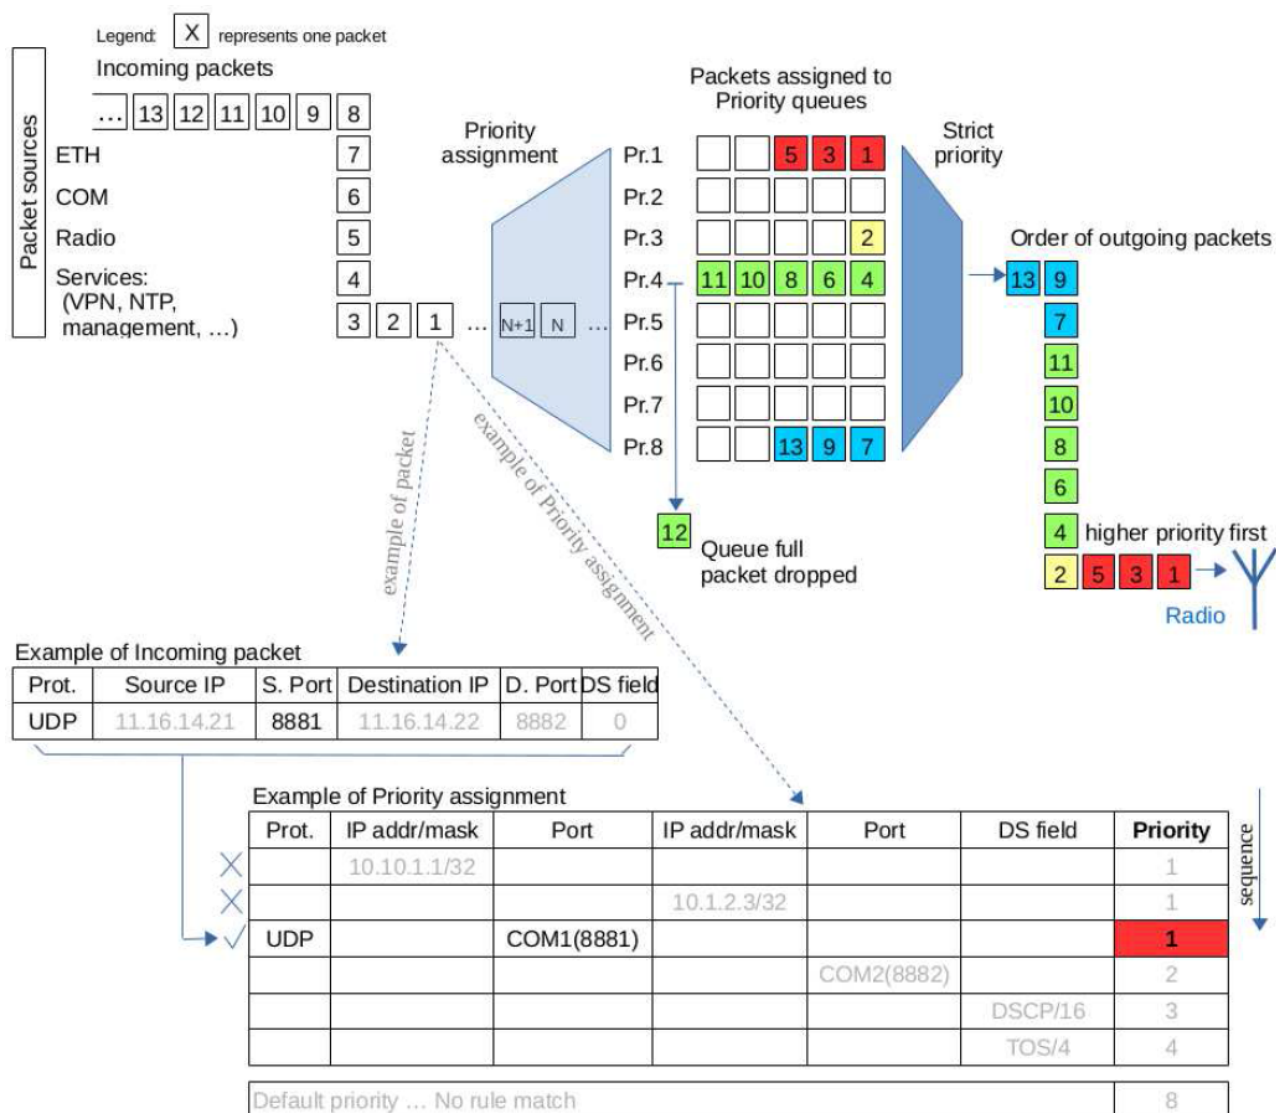 Legend: X represents one packet
Packet sources
Incoming packets
... 13 12 11 10 9 8
ETH 7
COM 6
Radio 5
Services: 4
(VPN, NTP,
management, ...)
3 2 1 ... N+1 N ...
Priority
assignment
Packets assigned to
Priority queues
Pr.1 5 3 1
Pr.2
Pr.3 2
Pr.4 11 10 8 6 4
Pr.5
Pr.6
Pr.7
Pr.8 13 9 7
12
Queue full
packet dropped
Strict
priority
Order of outgoing packets
13 9
7
11
10
8
6
4 higher priority first
2 5 3 1
Radio
example of packet
example of Priority assignment
Example of Incoming packet
Prot. Source IP S. Port Destination IP D. Port DS field
UDP 11.16.14.21 8881 11.16.14.22 8882 0
Example of Priority assignment
Prot. IP addr/mask Port IP addr/mask Port DS field Priority
10.10.1.1/32 1
10.1.2.3/32 1
UDP COM1(8881) 1
COM2(8882) 2
DSCP/16 3
TOS/4 4
Default priority ... No rule match 8
sequence